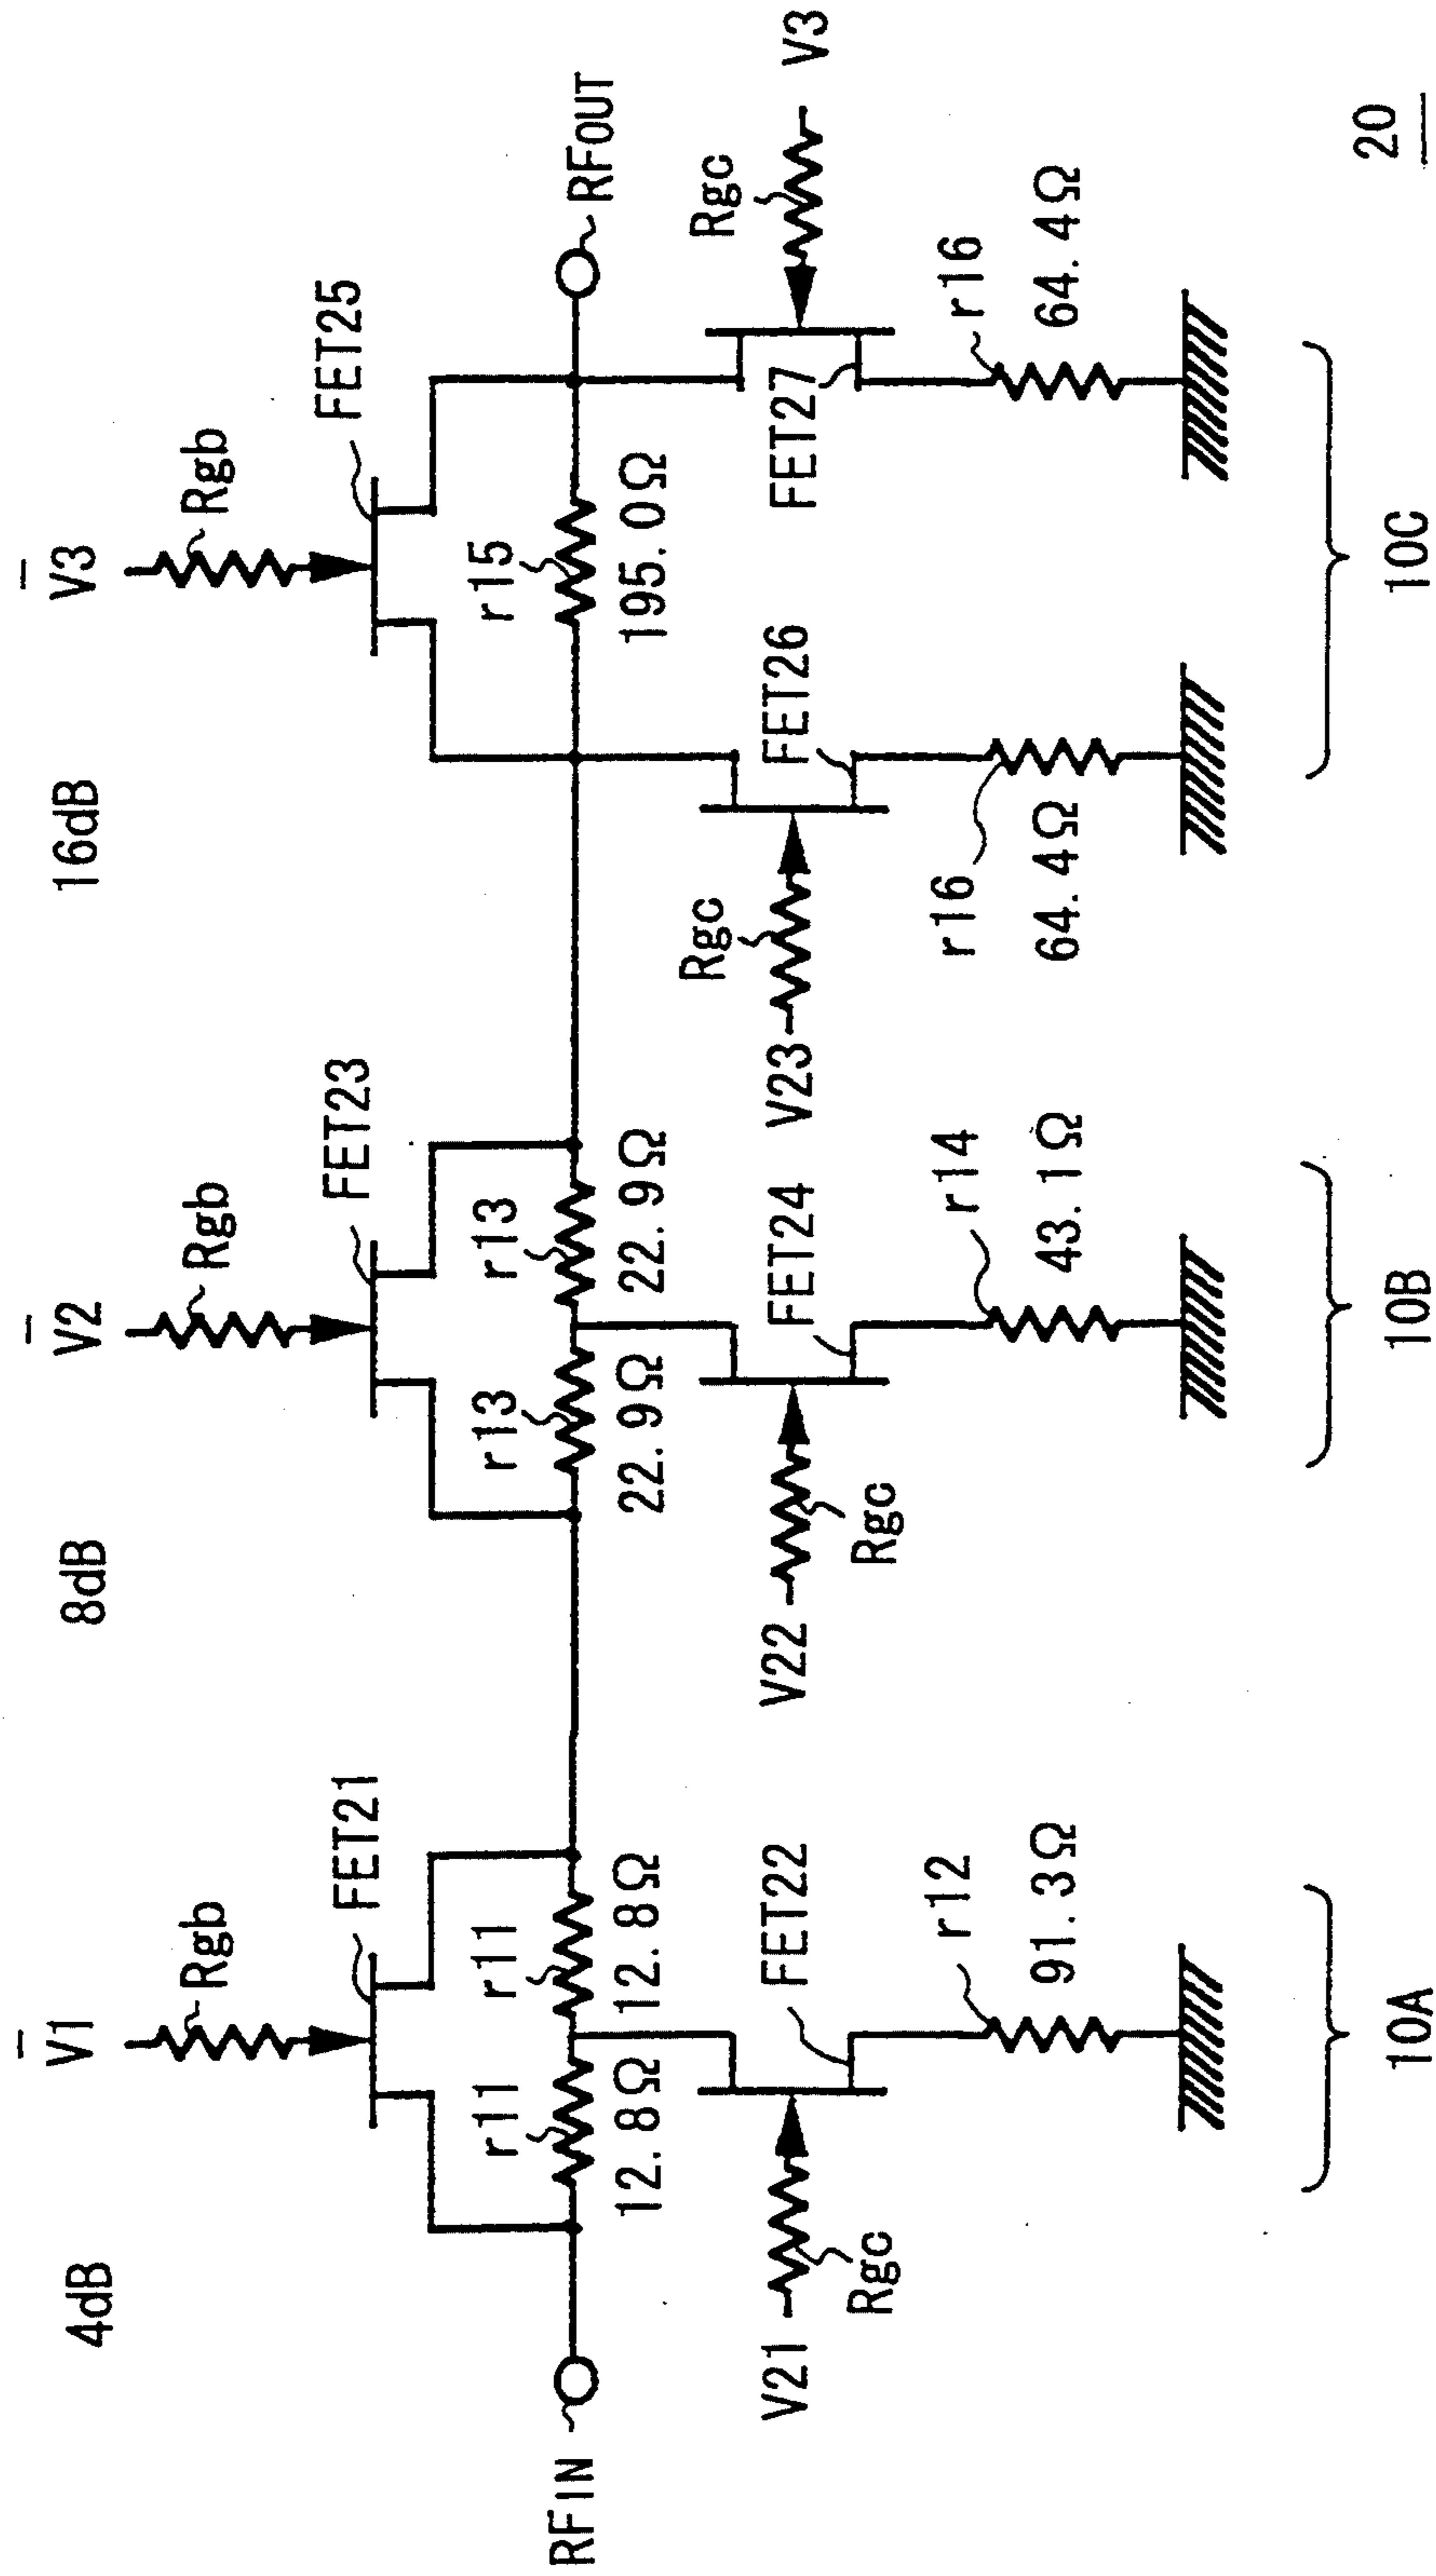 4dB
8dB
16dB
V̅1
V̅2
V̅3
Rgb
Rgb
Rgb
FET21
FET23
FET25
r11
r11
r13
r13
r15
RFIN
RFOUT
12.8Ω
12.8Ω
22.9Ω
22.9Ω
195.0Ω
V21
Rgc
FET22
V22
Rgc
FET24
V23
Rgc
FET26
FET27
Rgc
V3
r12
91.3Ω
r14
43.1Ω
r16
64.4Ω
r16
64.4Ω
10A
10B
10C
20